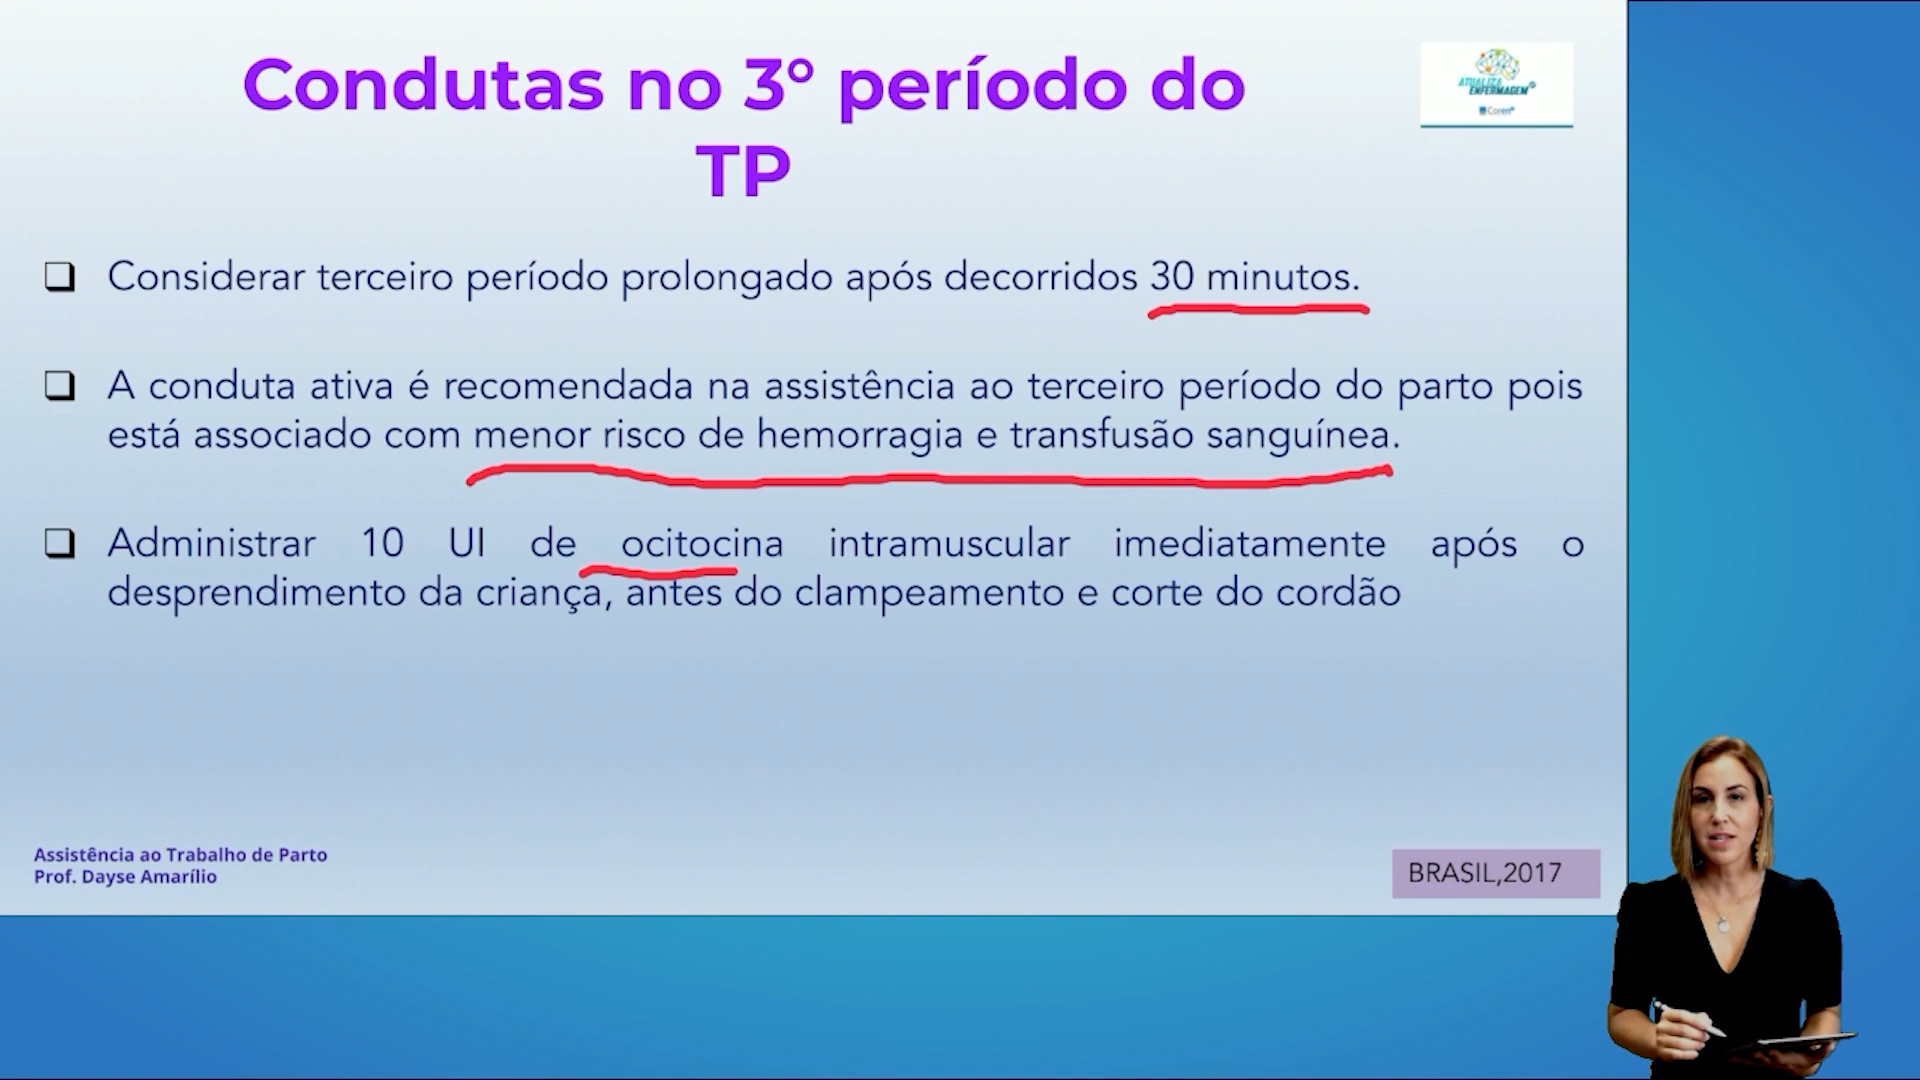 Condutas no 3° período do
TP
ATUALIZA
ENFERMAGEM
Coren
Considerar terceiro período prolongado após decorridos 30 minutos.
A conduta ativa é recomendada na assistência ao terceiro período do parto pois
está associado com menor risco de hemorragia e transfusão sanguínea.
Administrar 10 UI de ocitocina intramuscular imediatamente após o
desprendimento da criança, antes do clampeamento e corte do cordão
Assistência ao Trabalho de Parto
Prof. Dayse Amarílio
BRASIL,2017